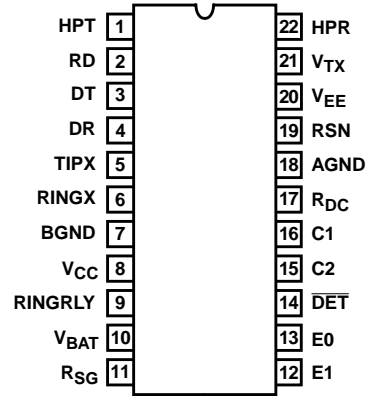 HPT 1 22 HPR
RD 2 21 VTX
DT 3 20 VEE
DR 4 19 RSN
TIPX 5 18 AGND
RINGX 6 17 RDC
BGND 7 16 C1
VCC 8 15 C2
RINGRLY 9 14 DET
VBAT 10 13 E0
RSG 11 12 E1